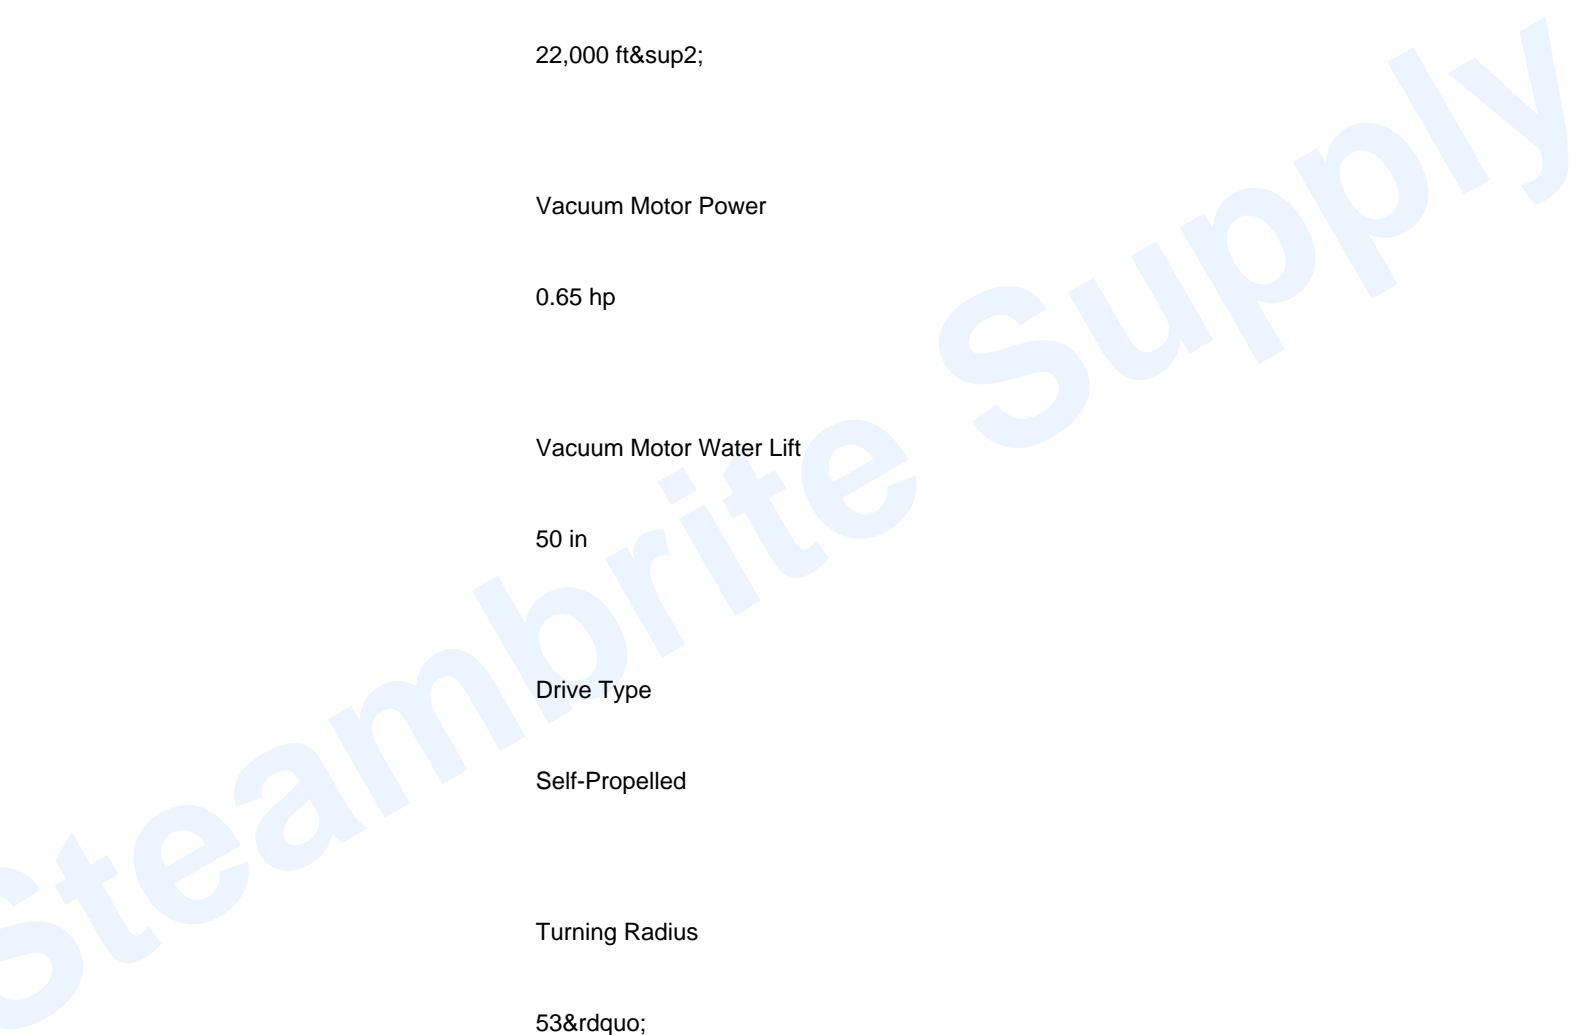 22,000 ft&sup2;
Vacuum Motor Power
0.65 hp
Vacuum Motor Water Lift
50 in
Drive Type
Self-Propelled
Turning Radius
53&rdquo;
Steambrite Supply